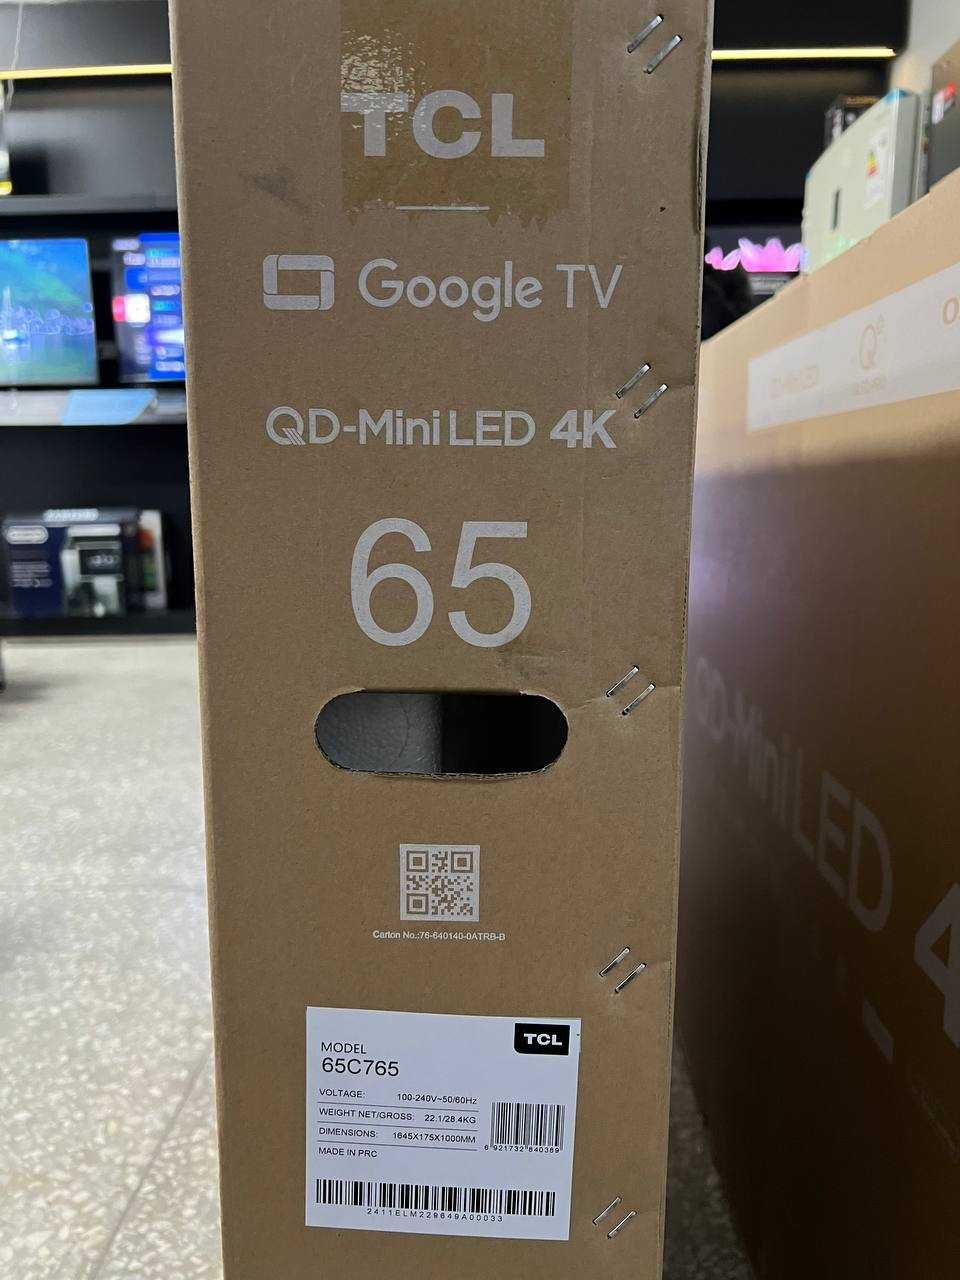 TCL
Google TV
QD-Mini LED 4K
65
Carton No.:76-640140-0ATRB-B
TCL
MODEL
65C765
VOLTAGE: 100-240V~50/60Hz
WEIGHT NET/GROSS: 22.1/28.4KG
DIMENSIONS: 1645X175X1000MM
MADE IN PRC
6 921732 840389
2411ELM229649A00033
QD-Mini LED 4